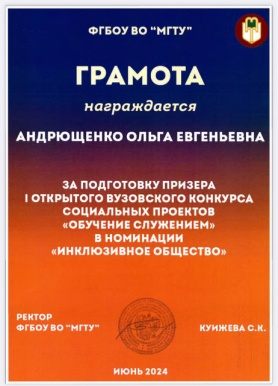 ФГБОУ ВО “МГТУ”
ГРАМОТА
награждается
АНДРЮЩЕНКО ОЛЬГА ЕВГЕНЬЕВНА
ЗА ПОДГОТОВКУ ПРИЗЕРА
I ОТКРЫТОГО ВУЗОВСКОГО КОНКУРСА
СОЦИАЛЬНЫХ ПРОЕКТОВ
«ОБУЧЕНИЕ СЛУЖЕНИЕМ»
В НОМИНАЦИИ
«ИНКЛЮЗИВНОЕ ОБЩЕСТВО»
РЕКТОР
ФГБОУ ВО “МГТУ”
КУИЖЕВА С.К.
ИЮНЬ 2024